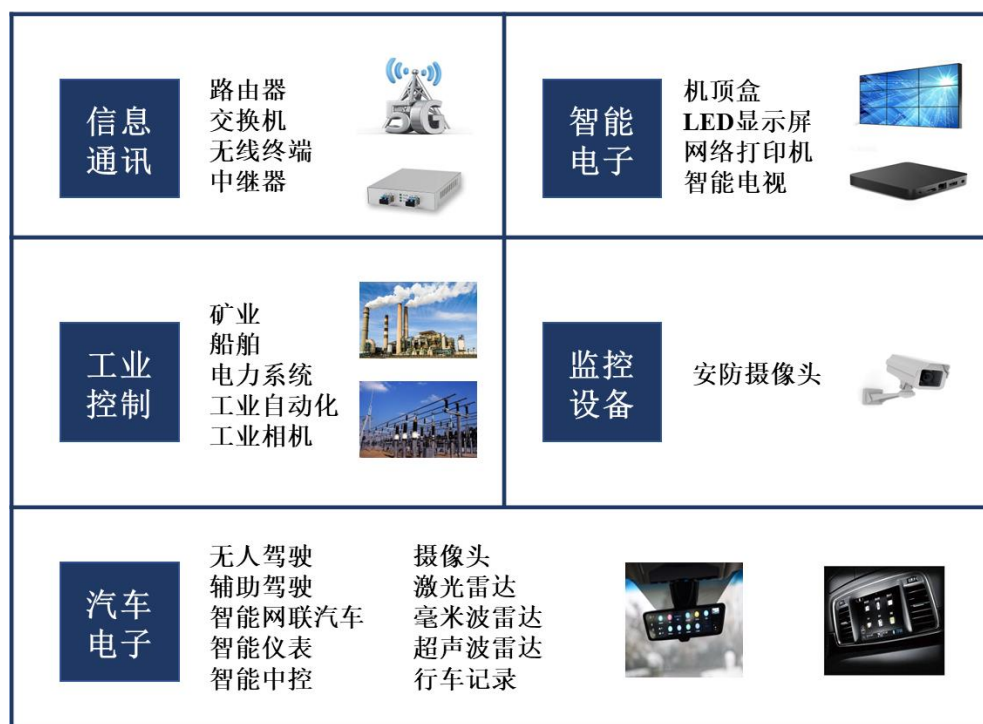 信息
通讯
路由器
交换机
无线终端
中继器
5G
智能
电子
机顶盒
LED显示屏
网络打印机
智能电视
工业
控制
矿业
船舶
电力系统
工业自动化
工业相机
监控
设备
安防摄像头
汽车
电子
无人驾驶
辅助驾驶
智能网联汽车
智能仪表
智能中控
摄像头
激光雷达
毫米波雷达
超声波雷达
行车记录